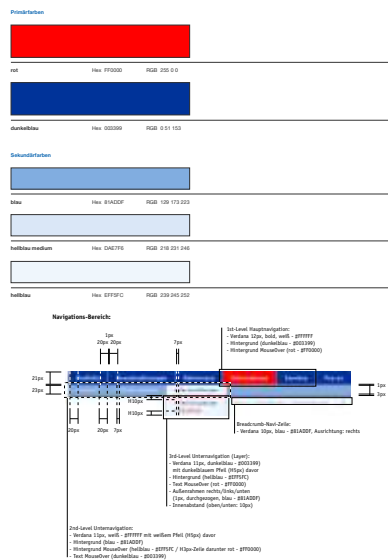 Primärfarben
rot Hex FF0000 RGB 255 0 0
dunkelblau Hex 003399 RGB 0 51 153
Sekundärfarben
blau Hex 81ADDF RGB 129 173 223
hellblau medium Hex DAE7F6 RGB 218 231 246
hellblau Hex EFF5FC RGB 239 245 252
Navigations-Bereich:
1st-Level Hauptnavigation:
- Verdana 12px, bold, weiß - #FFFFFF
- Hintergrund (dunkelblau - #003399)
- Hintergrund MouseOver (rot - #FF0000)
1px
20px 20px
7px
21px
23px
1px
3px
H10px
H10px
20px 20px 7px
Breadcrumb-Navi-Zeile:
- Verdana 10px, blau - #81ADDF, Ausrichtung: rechts
3rd-Level Unternavigation (Layer):
- Verdana 11px, dunkelblau - #003399)
mit dunkelblauem Pfeil (H5px) davor
- Hintergrund (hellblau - #EFF5FC)
- Text MouseOver (rot - #FF0000)
- Außenrahmen rechts/links/unten
(1px, durchgezogen, blau - #81ADDF)
- Innenabstand (oben/unten: 10px)
2nd-Level Unternavigation:
- Verdana 11px, weiß - #FFFFFF mit weißem Pfeil (H5px) davor
- Hintergrund (blau - #81ADDF)
- Hintergrund MouseOver (hellblau - #EFF5FC / H3px-Zeile darunter rot - #FF0000)
- Text MouseOver (dunkelblau - #003399)